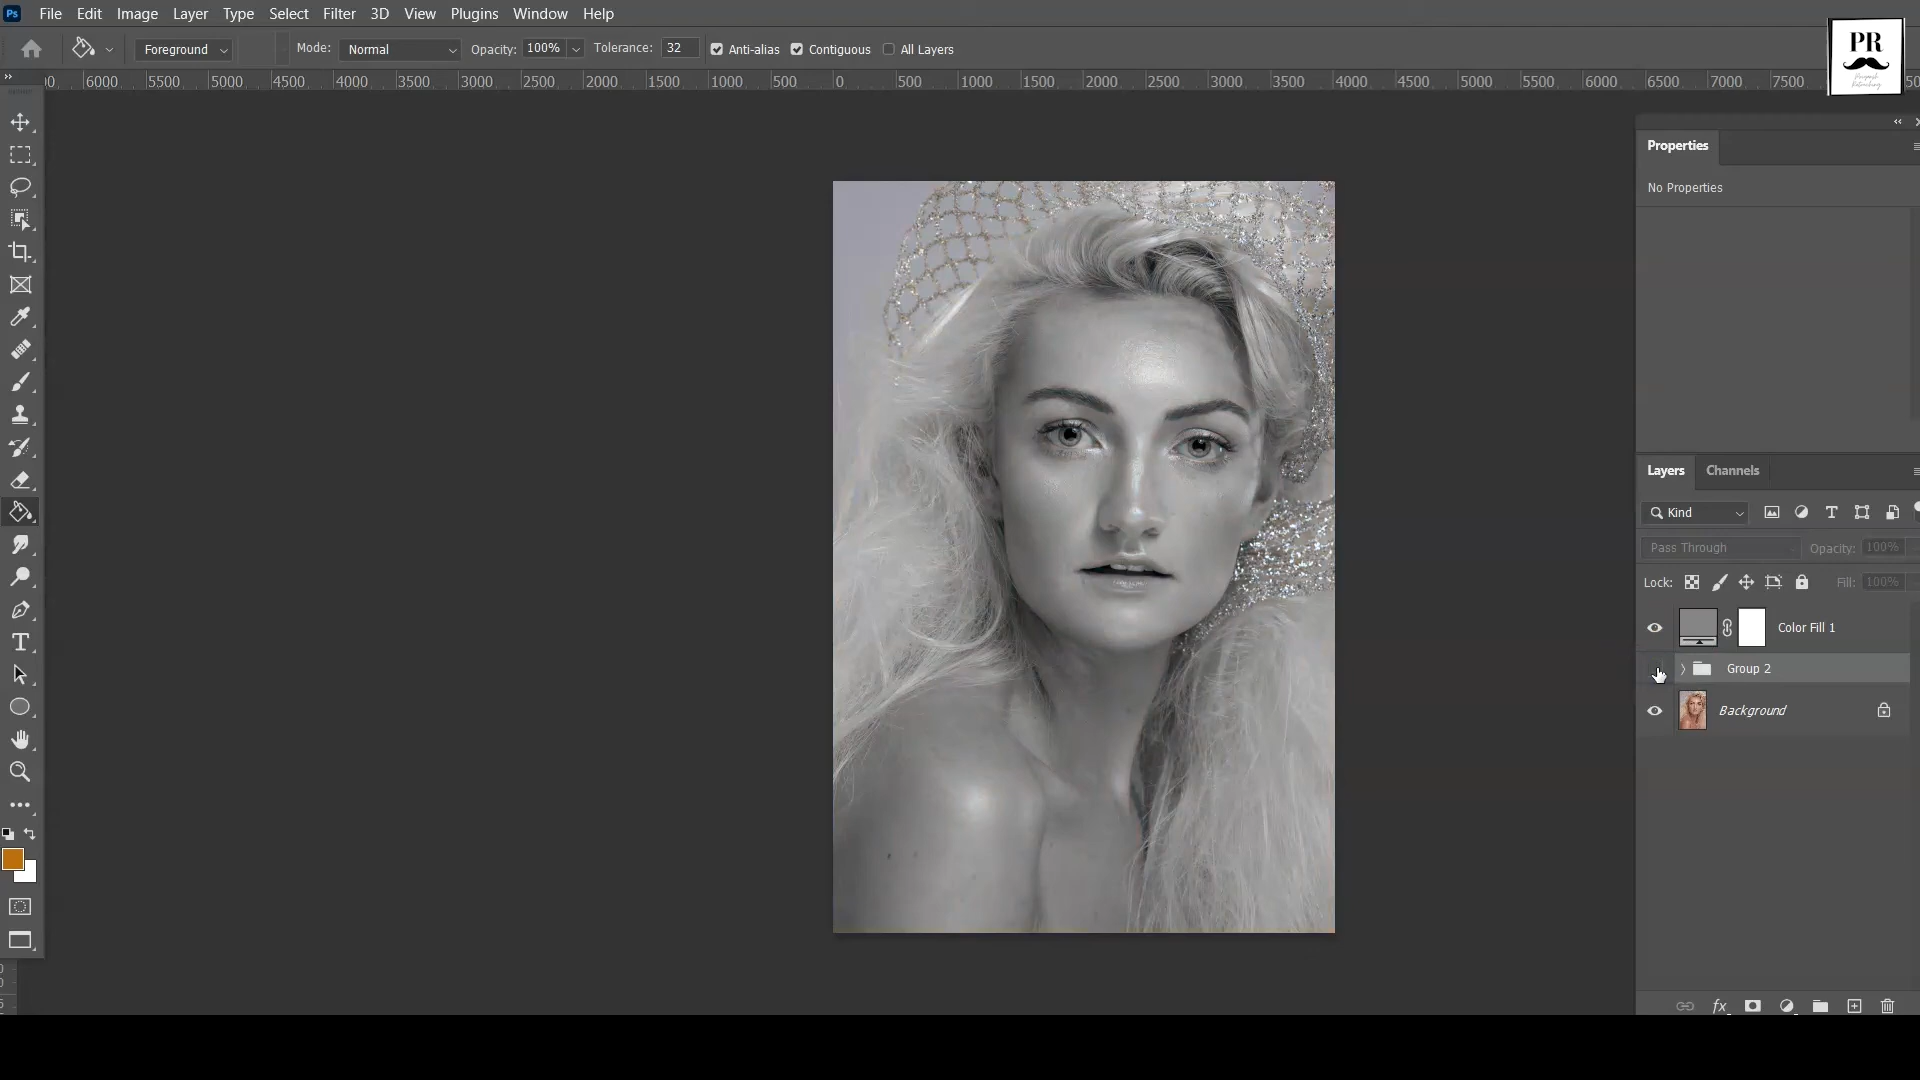 Ps File Edit Image Layer Type Select Filter 3D View Plugins Window Help
Foreground Mode: Normal Opacity: 100% Tolerance: 32 Anti-alias Contiguous All Layers
PR
6000 5500 5000 4500 4000 3500 3000 2500 2000 1500 1000 500 0 500 1000 1500 2000 2500 3000 3500 4000 4500 5000 5500 6000 6500 7000 7500
Properties
No Properties
Layers Channels
Kind
Pass Through Opacity: 100%
Lock: Fill: 100%
Color Fill 1
Group 2
Background
fx